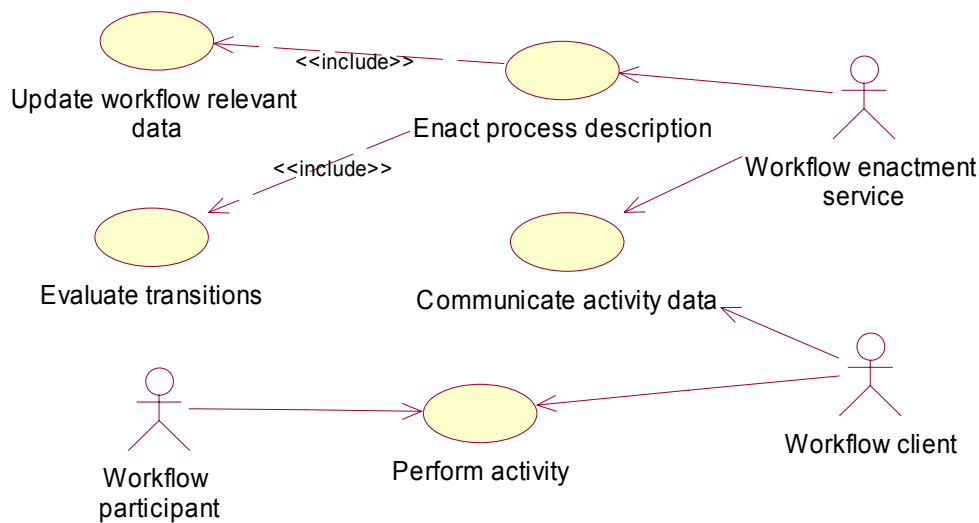 <<include>>
Update workflow relevant
data
Enact process description
<<include>>
Workflow enactment
service
Evaluate transitions
Communicate activity data
Workflow client
Perform activity
Workflow
participant